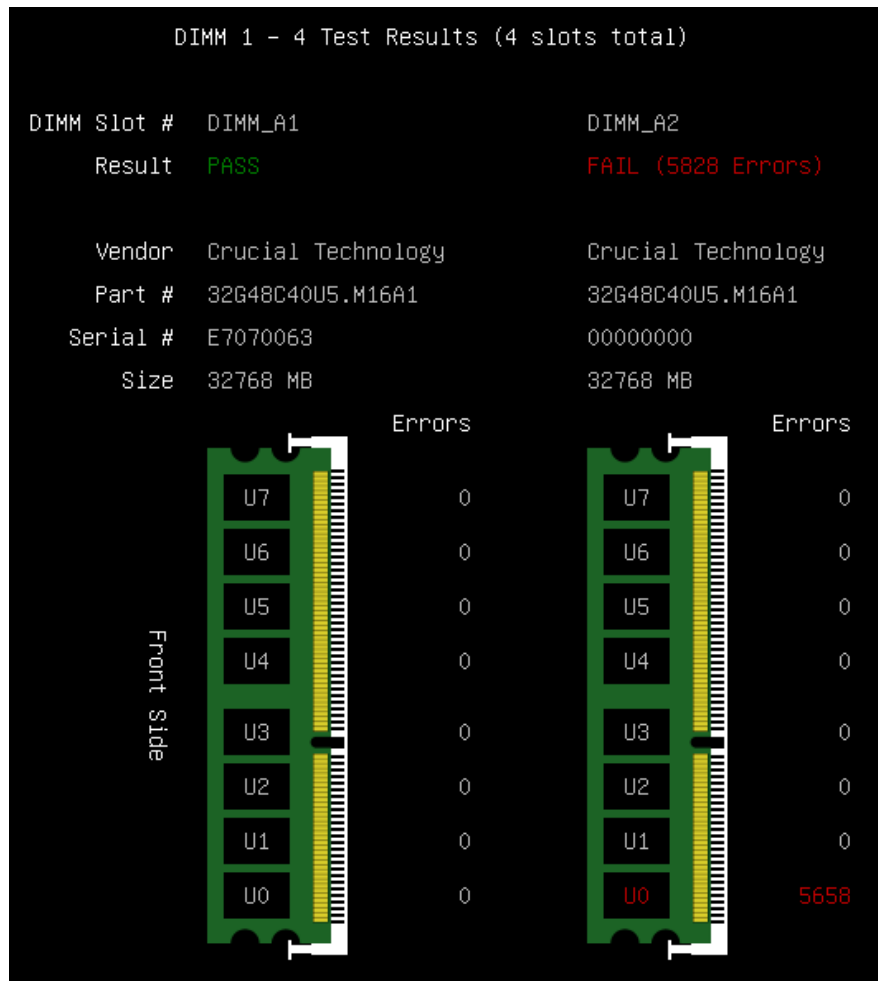 DIMM 1 - 4 Test Results (4 slots total)
DIMM Slot # DIMM_A1 DIMM_A2
Result PASS FAIL (5828 Errors)
Vendor Crucial Technology Crucial Technology
Part # 32G48C40U5.M16A1 32G48C40U5.M16A1
Serial # E7070063 00000000
Size 32768 MB 32768 MB
Errors Errors
U7 0 U7 0
U6 0 U6 0
U5 0 U5 0
U4 0 U4 0
Front Side
U3 0 U3 0
U2 0 U2 0
U1 0 U1 0
U0 0 U0 5658